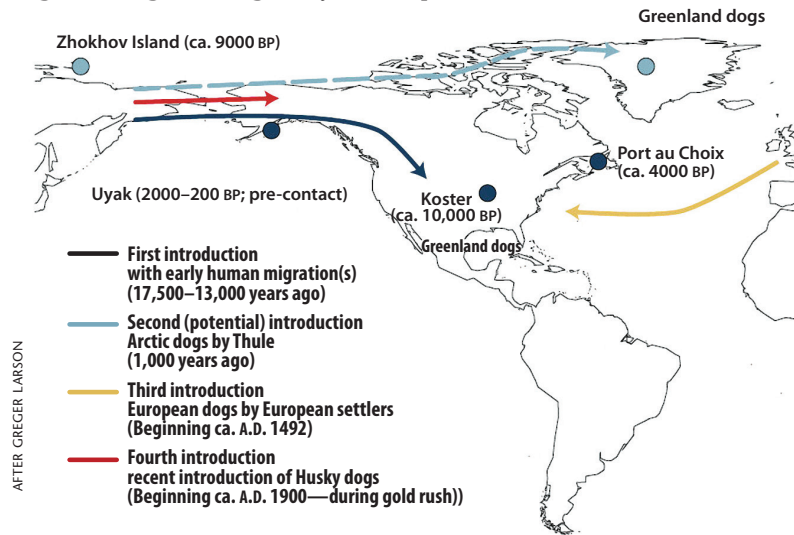 Greenland dogs
Zhokhov Island (ca. 9000 BP)
Port au Choix
(ca. 4000 BP)
Uyak (2000–200 BP; pre-contact)
Koster
(ca. 10,000 BP)
Greenland dogs
First introduction
with early human migration(s)
(17,500–13,000 years ago)
Second (potential) introduction
Arctic dogs by Thule
(1,000 years ago)
Third introduction
European dogs by European settlers
(Beginning ca. A.D. 1492)
Fourth introduction
recent introduction of Husky dogs
(Beginning ca. A.D. 1900—during gold rush))
AFTER GREGER LARSON